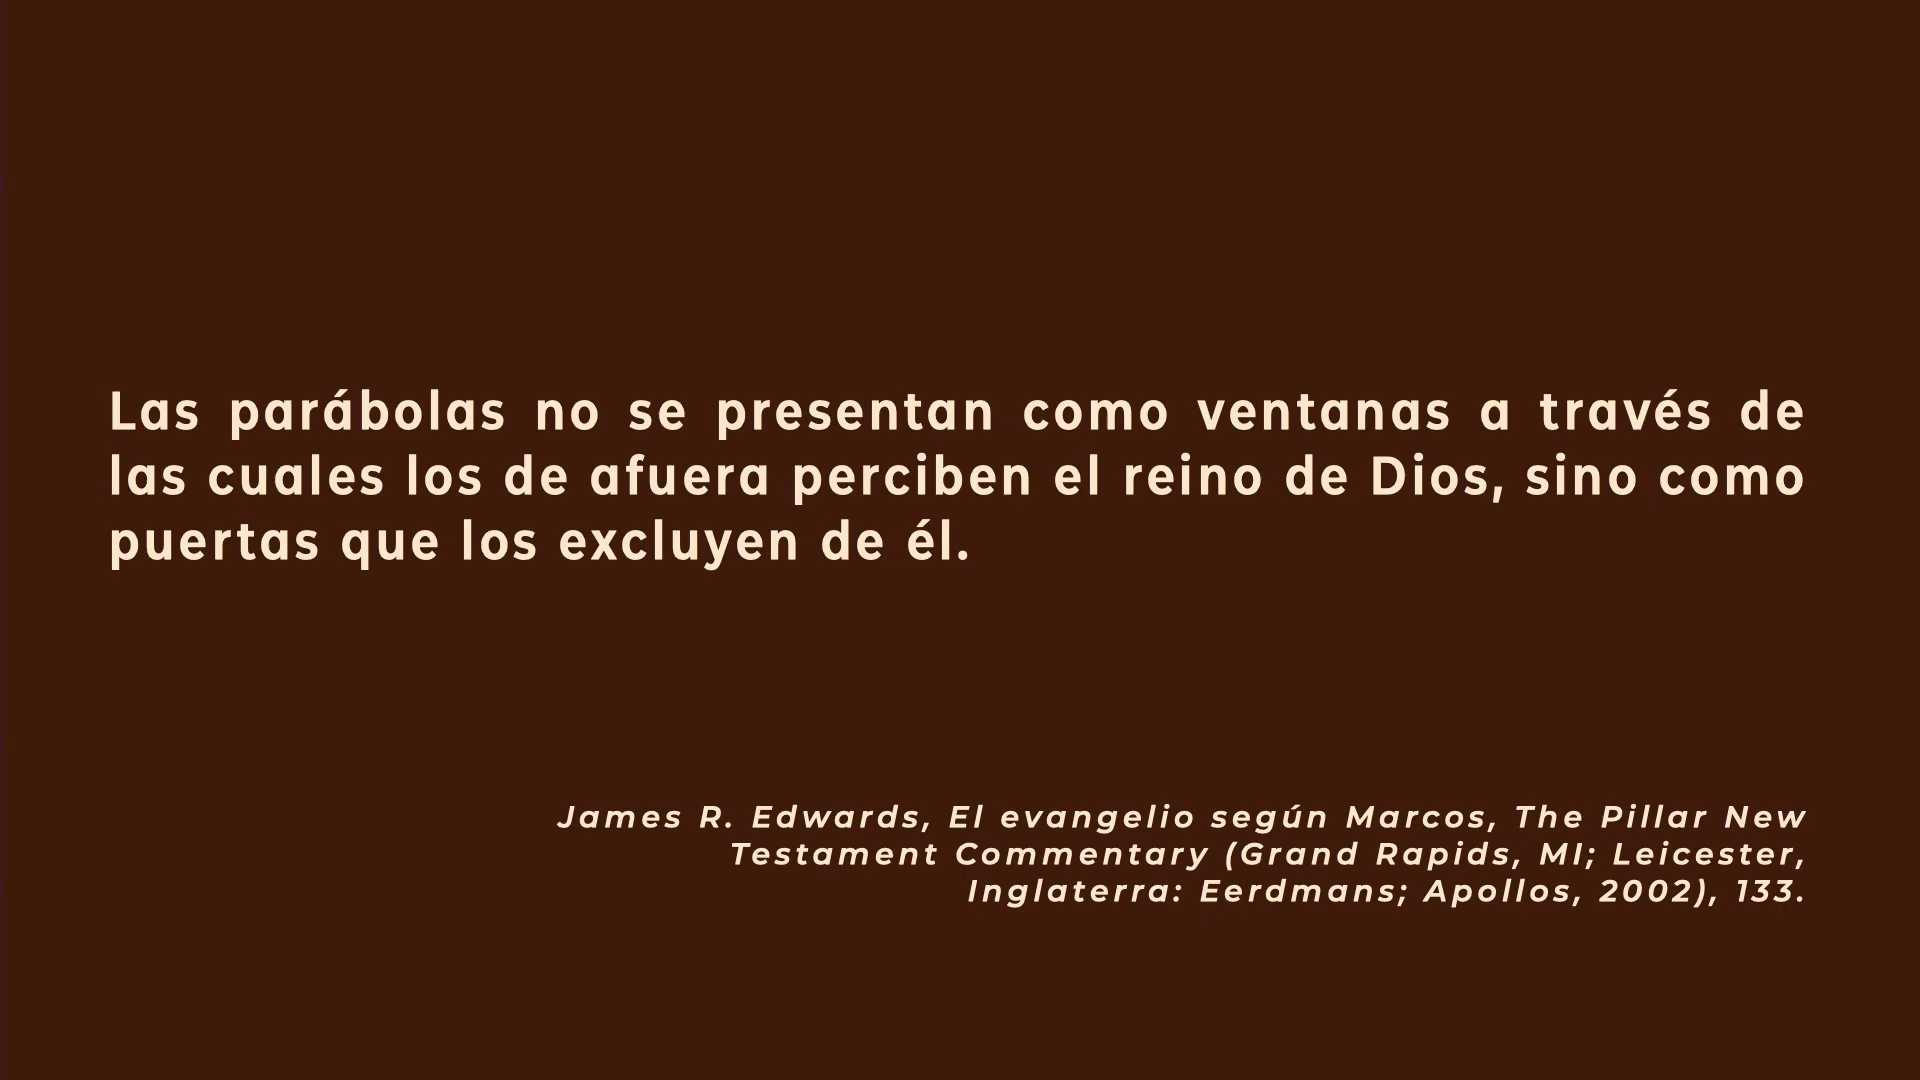 Las parábolas no se presentan como ventanas a través de
las cuales los de afuera perciben el reino de Dios, sino como
puertas que los excluyen de él.
James R. Edwards, El evangelio según Marcos, The Pillar New
Testament Commentary (Grand Rapids, MI; Leicester,
Inglaterra: Eerdmans; Apollos, 2002), 133.